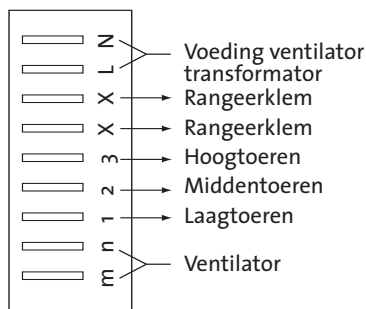 N
L
Voeding ventilator
transformator
X Rangeerklem
X Rangeerklem
3 Hoogtoeren
2 Middentoeren
1 Laagtoeren
n
m
Ventilator